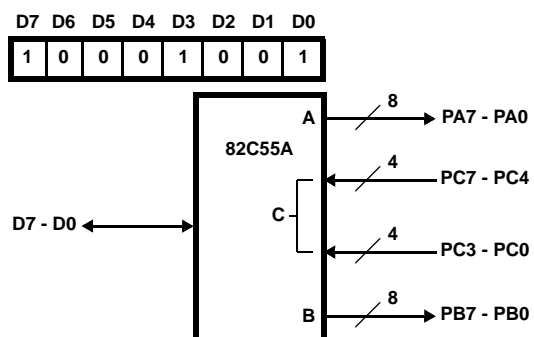 D7 D6 D5 D4 D3 D2 D1 D0
1 0 0 0 1 0 0 1
A 8 PA7 - PA0
82C55A
4 PC7 - PC4
C
D7 - D0
4 PC3 - PC0
B 8 PB7 - PB0